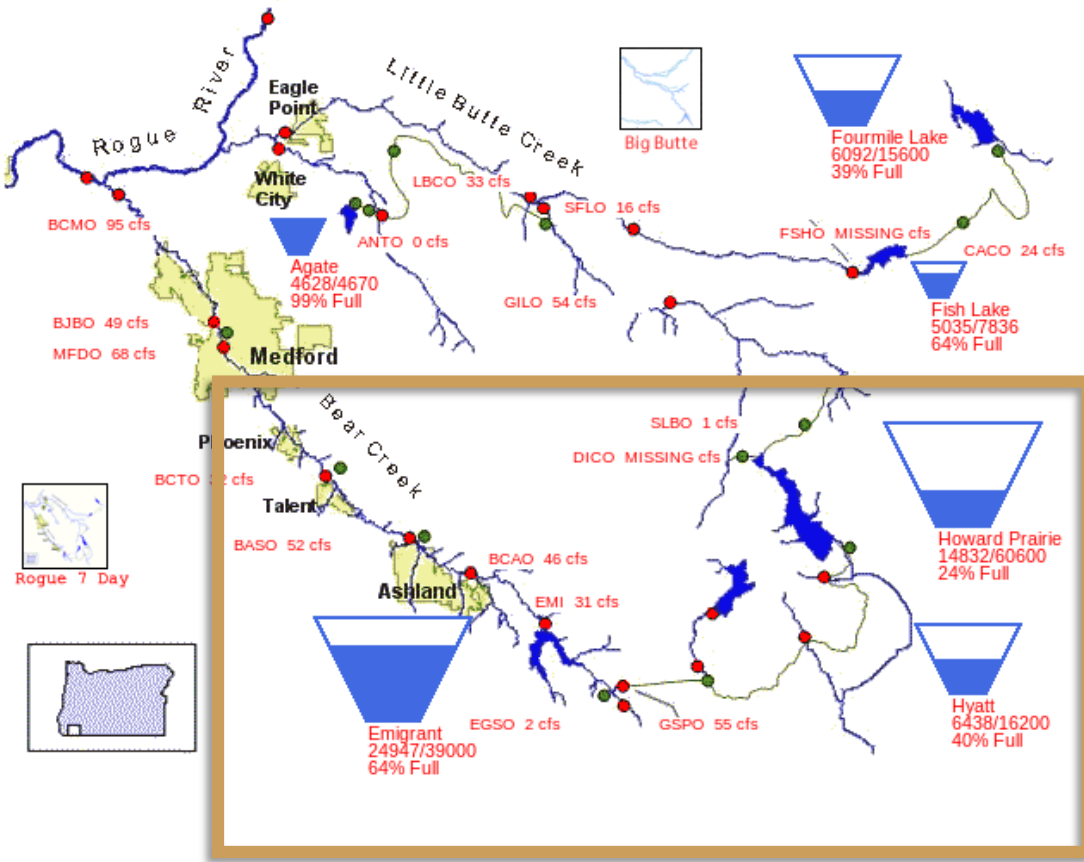 Rogue River
Eagle
Point
Little Butte Creek
Big Butte
Fourmile Lake
6092/15600
39% Full
White
City
LBCO 33 cfs
SFLO 16 cfs
FSHO MISSING cfs
CACO 24 cfs
BCMO 95 cfs
ANTO 0 cfs
Agate
4628/4670
99% Full
GILO 54 cfs
Fish Lake
5035/7836
64% Full
BJBO 49 cfs
MFDO 68 cfs
Medford
Bear Creek
Phoenix
SLBO 1 cfs
DICO MISSING cfs
BCTO 32 cfs
Talent
BASO 52 cfs
Howard Prairie
14832/60600
24% Full
Rogue 7 Day
BCAO 46 cfs
Ashland
EMI 31 cfs
EGSO 2 cfs
GSPO 55 cfs
Emigrant
24947/39000
64% Full
Hyatt
6438/16200
40% Full